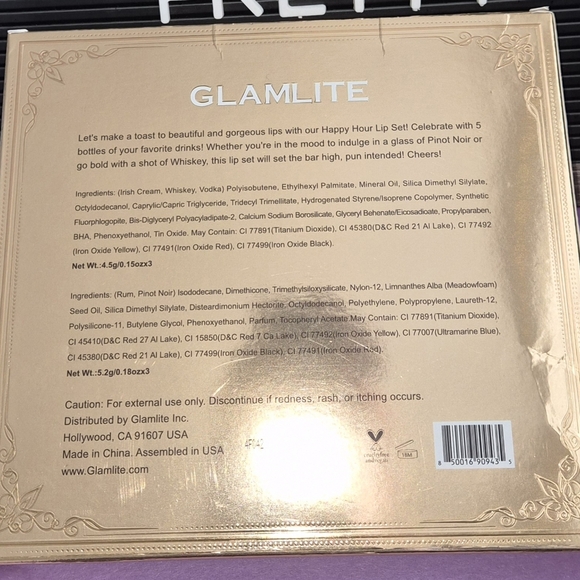 PRETTY
GLAMLITE
Let's make a toast to beautiful and gorgeous lips with our Happy Hour Lip Set! Celebrate with 5
bottles of your favorite drinks! Whether you're in the mood to indulge in a glass of Pinot Noir or
go bold with a shot of Whiskey, this lip set will set the bar high, pun intended! Cheers!
Ingredients: (Irish Cream, Whiskey, Vodka) Polyisobutene, Ethylhexyl Palmitate, Mineral Oil, Silica Dimethyl Silylate,
Octyldodecanol, Caprylic/Capric Triglyceride, Tridecyl Trimellitate, Hydrogenated Styrene/Isoprene Copolymer, Synthetic
Fluorphlogopite, Bis-Diglyceryl Polyacyladipate-2, Calcium Sodium Borosilicate, Glyceryl Behenate/Eicosadioate, Propylparaben,
BHA, Phenoxyethanol, Tin Oxide. May Contain: CI 77891(Titanium Dioxide), CI 45380(D&C Red 21 Al Lake), CI 77492
(Iron Oxide Yellow), CI 77491(Iron Oxide Red), CI 77499(Iron Oxide Black).
Net Wt.:4.5g/0.15ozx3
Ingredients: (Rum, Pinot Noir) Isododecane, Dimethicone, Trimethylsiloxysilicate, Nylon-12, Limnanthes Alba (Meadowfoam)
Seed Oil, Silica Dimethyl Silylate, Disteardimonium Hectorite, Octyldodecanol, Polyethylene, Polypropylene, Laureth-12,
Polysilicone-11, Butylene Glycol, Phenoxyethanol, Parfum, Tocopheryl Acetate.May Contain: CI 77891(Titanium Dioxide),
CI 45410(D&C Red 27 Al Lake), CI 15850(D&C Red 7 Ca Lake), CI 77492(Iron Oxide Yellow), CI 77007(Ultramarine Blue),
CI 45380(D&C Red 21 Al Lake), CI 77499(Iron Oxide Black), CI 77491(Iron Oxide Red).
Net Wt.:5.2g/0.18ozx3
Caution: For external use only. Discontinue if redness, rash, or itching occurs.
Distributed by Glamlite Inc.
Hollywood, CA 91607 USA
Made in China. Assembled in USA
www.Glamlite.com
18M
8 50016 90943 5